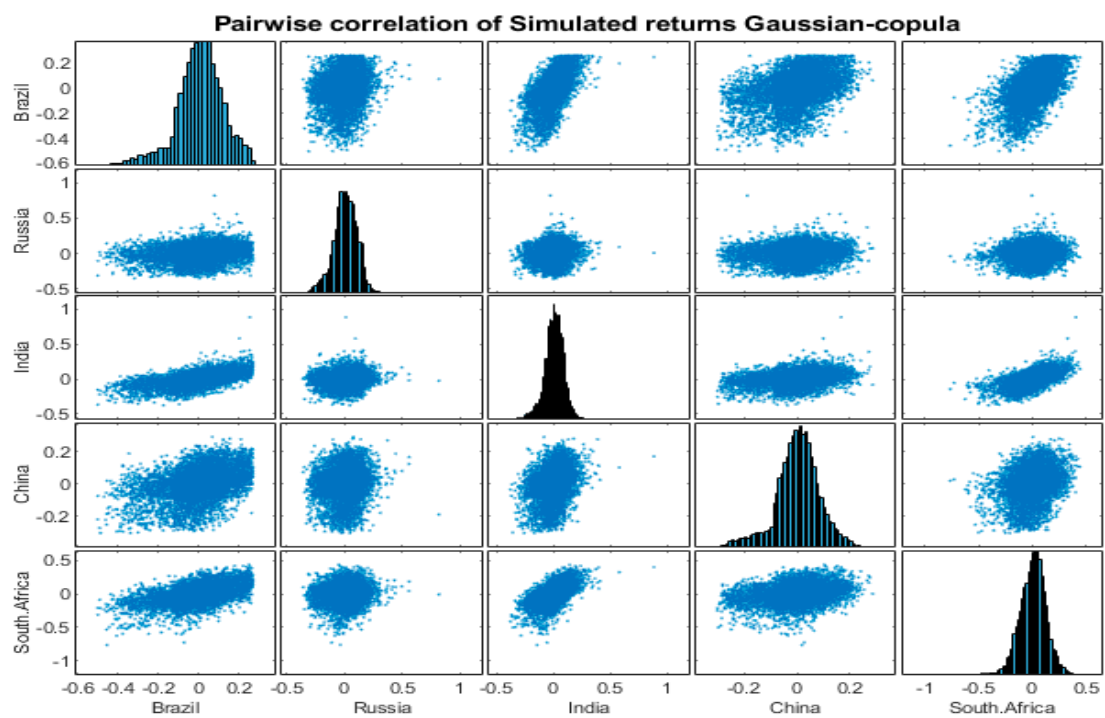 Pairwise correlation of Simulated returns Gaussian-copula
Brazil
0.2
0
-0.2
-0.4
-0.6
Russia
1
0.5
0
-0.5
India
1
0.5
0
-0.5
China
0.2
0
-0.2
South.Africa
0.5
0
-0.5
-1
-0.6 -0.4 -0.2 0 0.2
-0.5 0 0.5 1
-0.5 0 0.5 1
-0.2 0 0.2
-1 -0.5 0 0.5
Brazil
Russia
India
China
South.Africa